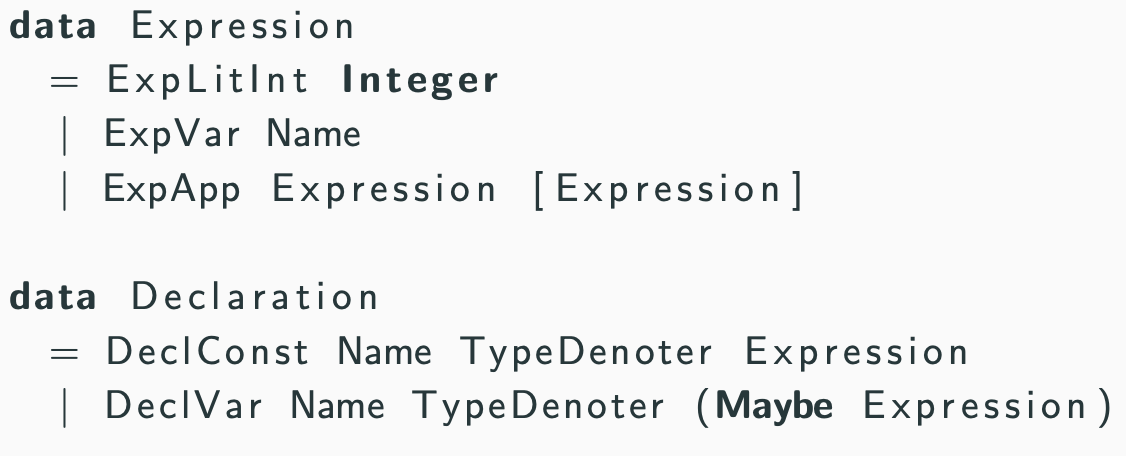 data Expression
= ExpLitInt Integer
| ExpVar Name
| ExpApp Expression [Expression]
data Declaration
= DeclConst Name TypeDenoter Expression
| DeclVar Name TypeDenoter (Maybe Expression)